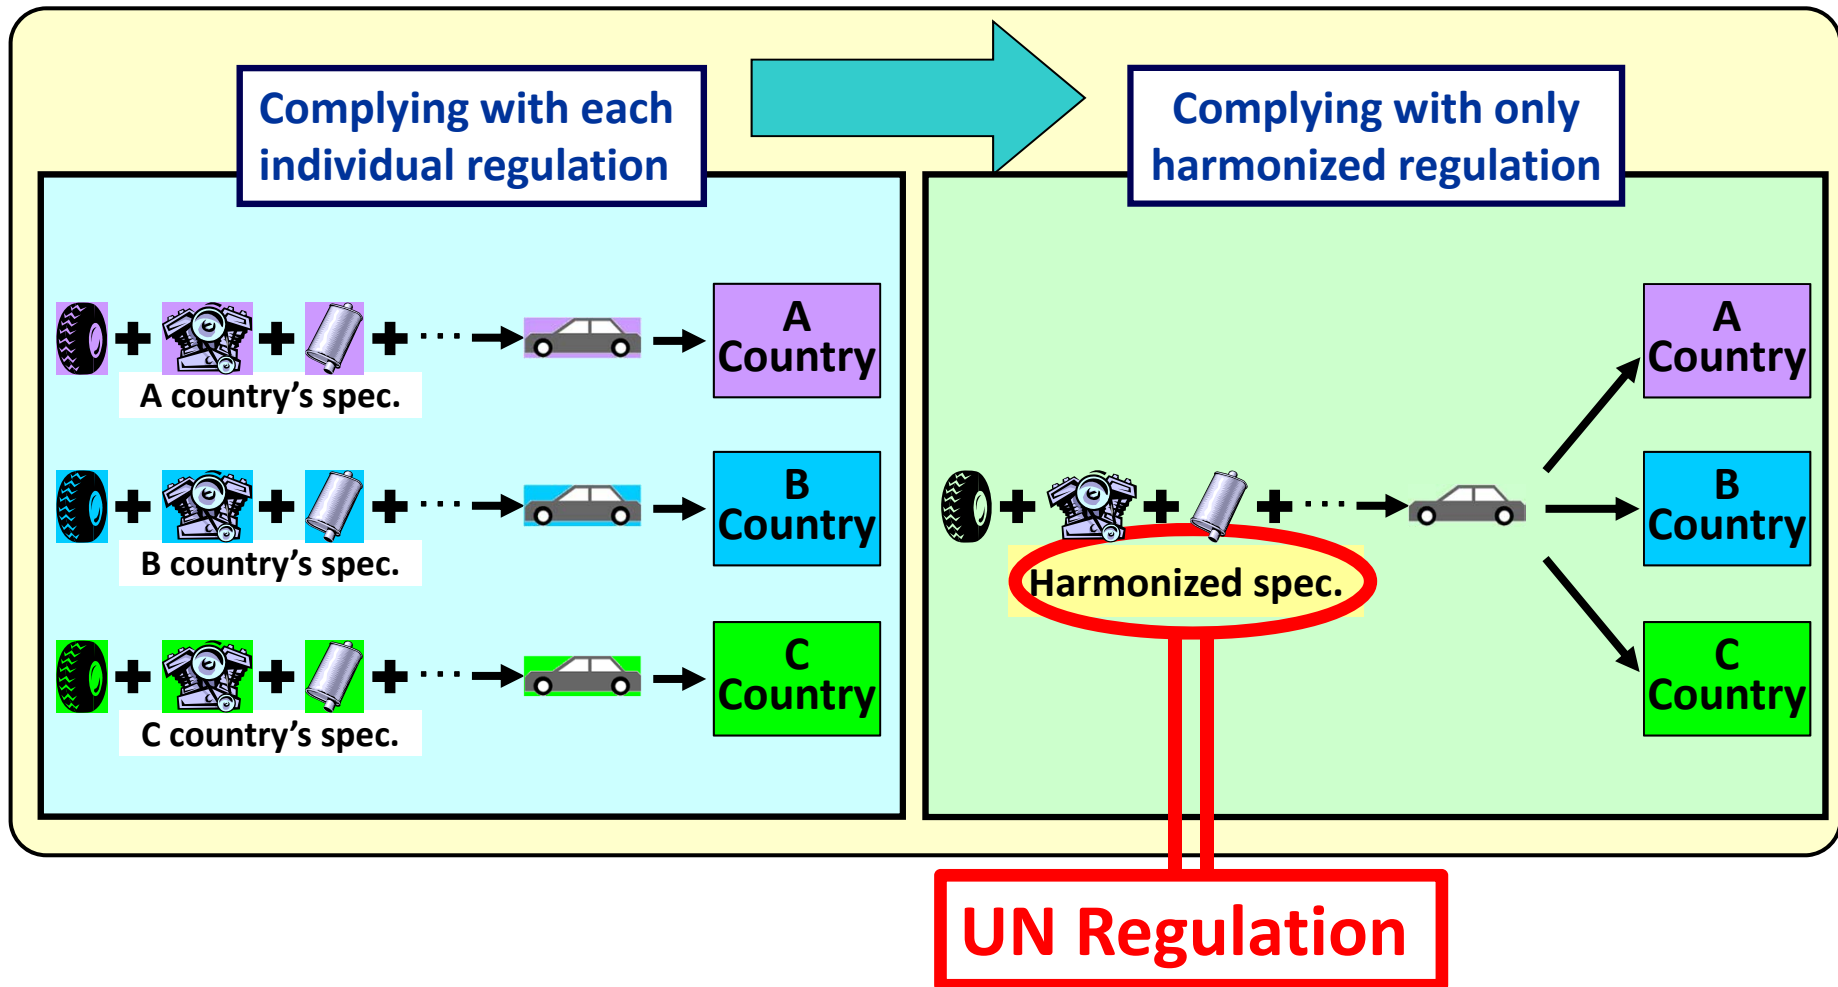 Complying with each
individual regulation
Complying with only
harmonized regulation
A country’s spec.
A
Country
B country’s spec.
B
Country
C country’s spec.
C
Country
Harmonized spec.
A
Country
B
Country
C
Country
UN Regulation